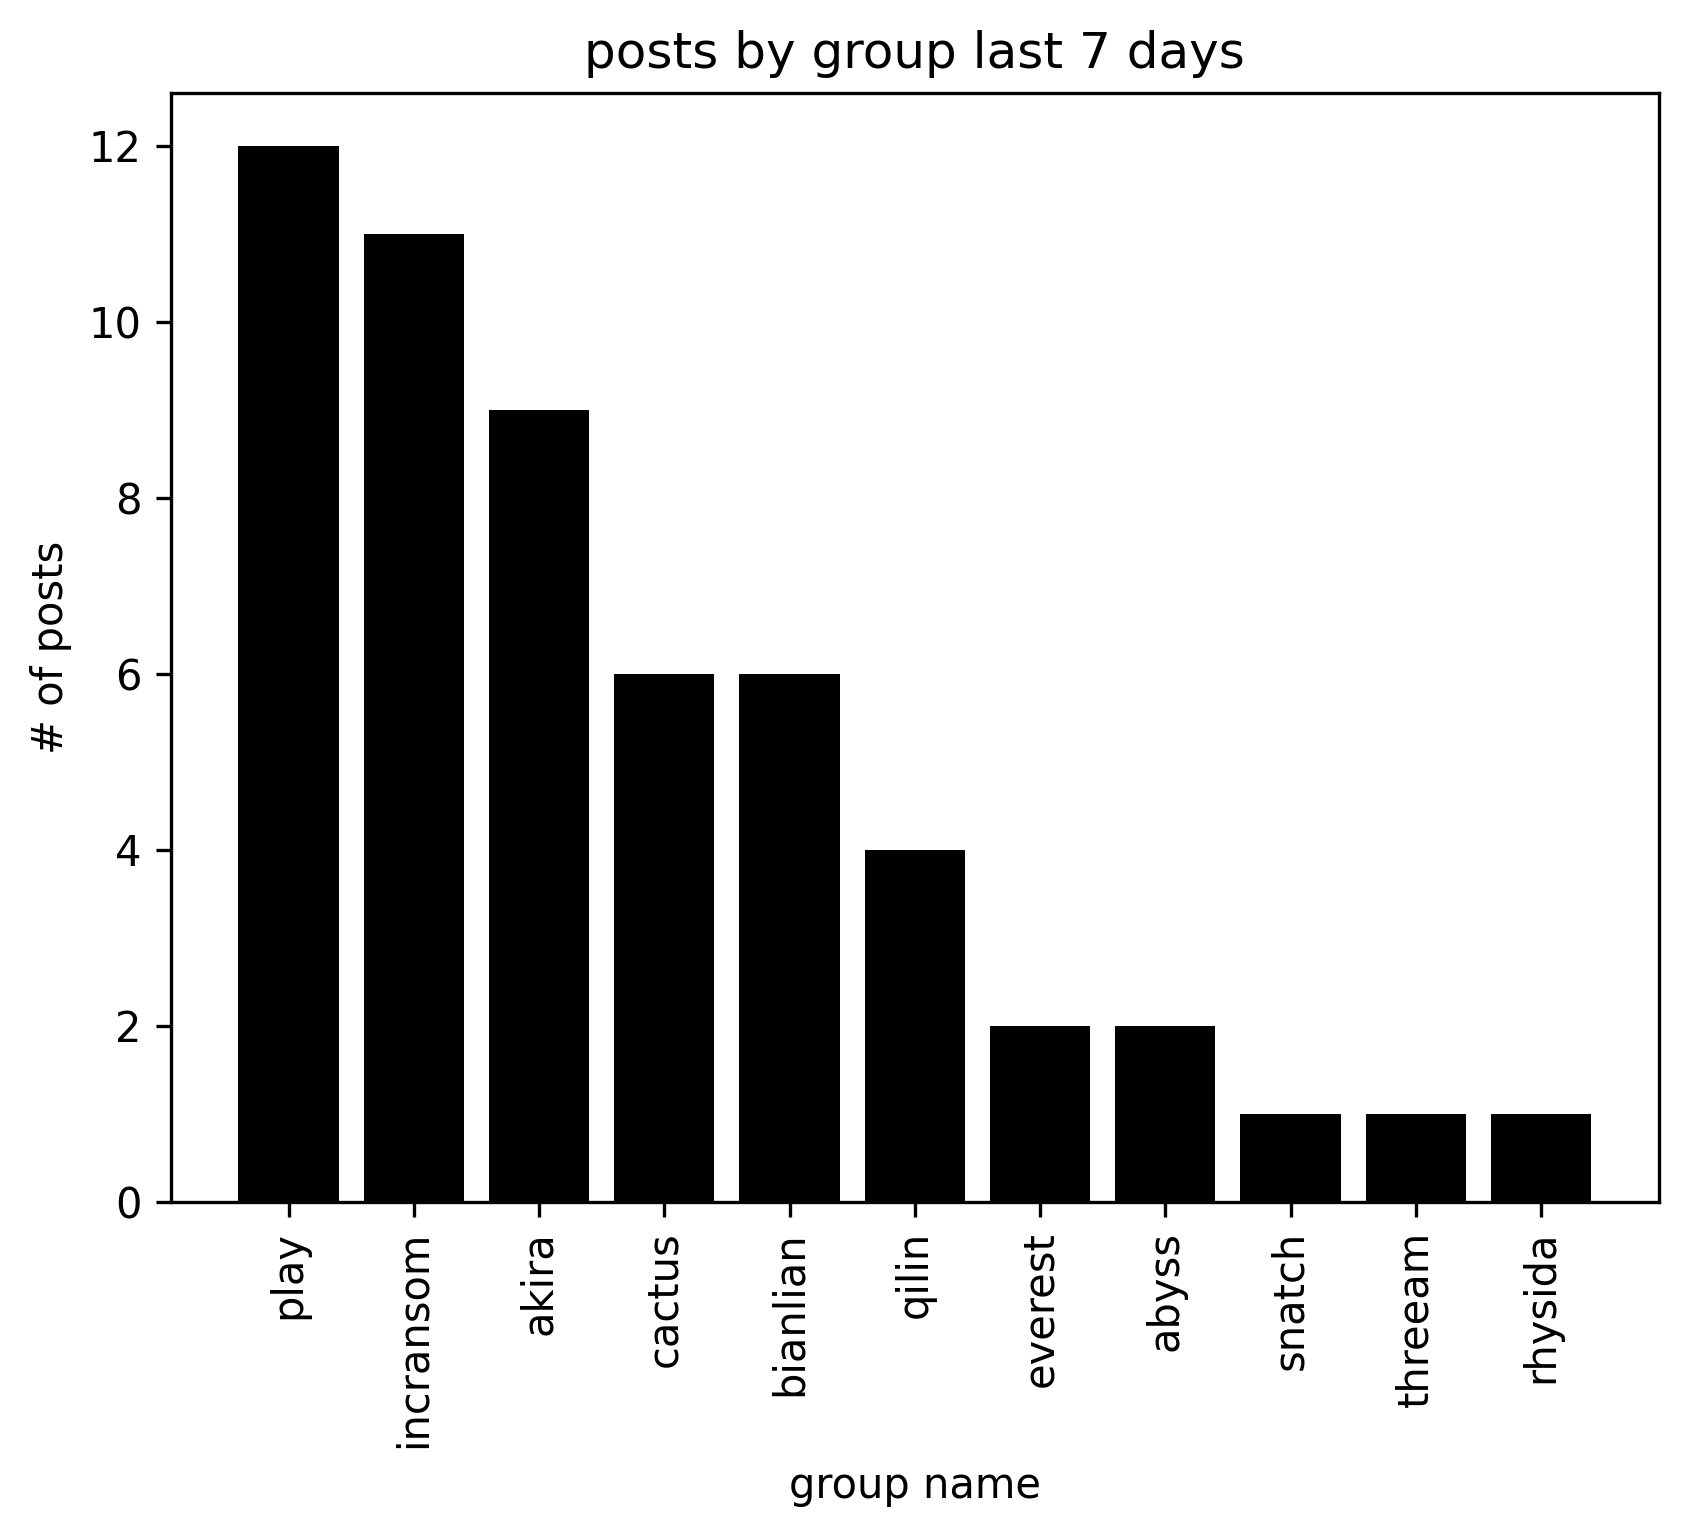 posts by group last 7 days
12
10
8
6
4
2
0
# of posts
play
incransom
akira
cactus
bianlian
qilin
everest
abyss
snatch
threeam
rhysida
group name